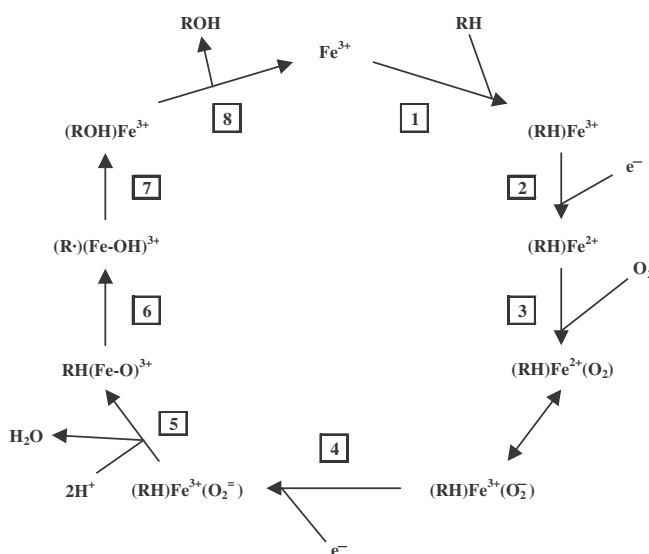 ROH
Fe³⁺
RH
8
1
(ROH)Fe³⁺
(RH)Fe³⁺
7
2
e⁻
(R·)(Fe-OH)³⁺
(RH)Fe²⁺
O₂
6
3
RH(Fe-O)³⁺
(RH)Fe²⁺(O₂)
5
4
H₂O
2H⁺
(RH)Fe³⁺(O₂⁼)
(RH)Fe³⁺(O₂⁻)
e⁻